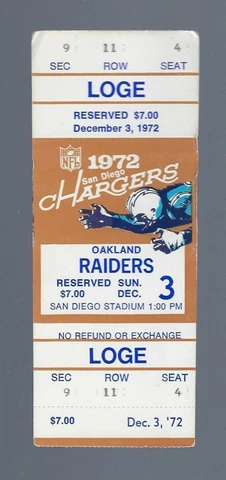 9 11 4
SEC ROW SEAT
LOGE
RESERVED $7.00
December 3, 1972
NFL
1972
San Diego
CHARGERS
OAKLAND
RAIDERS
RESERVED SUN.
$7.00 DEC. 3
SAN DIEGO STADIUM 1:00 PM
NO REFUND OR EXCHANGE
LOGE
SEC ROW SEAT
9 11 4
$7.00 Dec. 3, '72